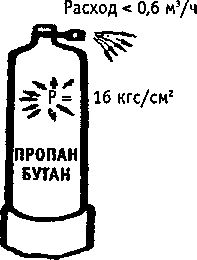 Расход < 0,6 м³/ч
P = 16 кгс/см²
ПРОПАН
БУТАН